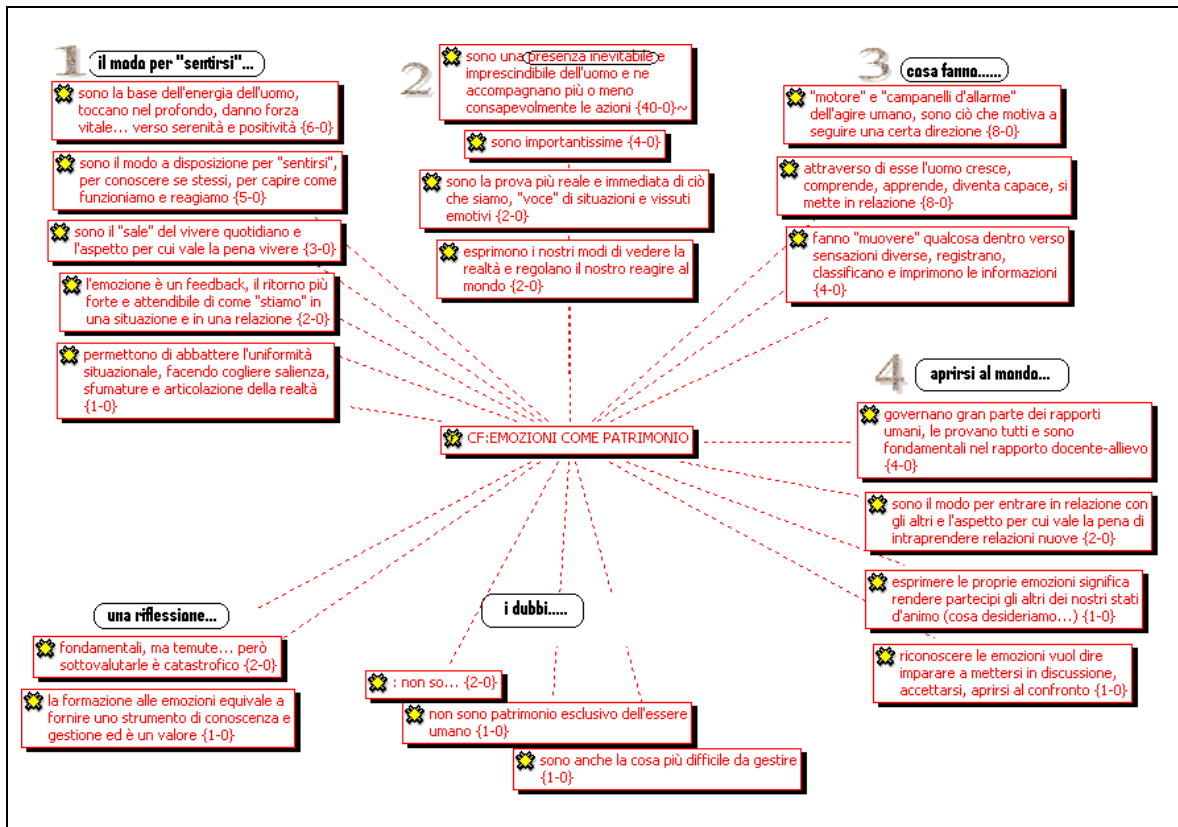 1
il modo per "sentirsi"...
sono la base dell'energia dell'uomo,
toccano nel profondo, danno forza
vitale... verso serenità e positività {6-0}
sono il modo a disposizione per "sentirsi",
per conoscere se stessi, per capire come
funzioniamo e reagiamo {5-0}
sono il "sale" del vivere quotidiano e
l'aspetto per cui vale la pena vivere {3-0}
l'emozione è un feedback, il ritorno più
forte e attendibile di come "stiamo" in
una situazione e in una relazione {2-0}
permettono di abbattere l'uniformità
situazionale, facendo cogliere salienza,
sfumature e articolazione della realtà
{1-0}
2
sono una presenza inevitabile e
imprescindibile dell'uomo e ne
accompagnano più o meno
consapevolmente le azioni {40-0}~
sono importantissime {4-0}
sono la prova più reale e immediata di ciò
che siamo, "voce" di situazioni e vissuti
emotivi {2-0}
esprimono i nostri modi di vedere la
realtà e regolano il nostro reagire al
mondo {2-0}
3
cosa fanno......
"motore" e "campanelli d'allarme"
dell'agire umano, sono ciò che motiva a
seguire una certa direzione {8-0}
attraverso di esse l'uomo cresce,
comprende, apprende, diventa capace, si
mette in relazione {8-0}
fanno "muovere" qualcosa dentro verso
sensazioni diverse, registrano,
classificano e imprimono le informazioni
{4-0}
4
aprirsi al mondo...
governano gran parte dei rapporti
umani, le provano tutti e sono
fondamentali nel rapporto docente-allievo
{4-0}
sono il modo per entrare in relazione con
gli altri e l'aspetto per cui vale la pena di
intraprendere relazioni nuove {2-0}
esprimere le proprie emozioni significa
rendere partecipi gli altri dei nostri stati
d'animo (cosa desideriamo...) {1-0}
riconoscere le emozioni vuol dire
imparare a mettersi in discussione,
accettarsi, aprirsi al confronto {1-0}
CF:EMOZIONI COME PATRIMONIO
una riflessione...
fondamentali, ma temute... però
sottovalutarle è catastrofico {2-0}
la formazione alle emozioni equivale a
fornire uno strumento di conoscenza e
gestione ed è un valore {1-0}
i dubbi.....
: non so... {2-0}
non sono patrimonio esclusivo dell'essere
umano {1-0}
sono anche la cosa più difficile da gestire
{1-0}